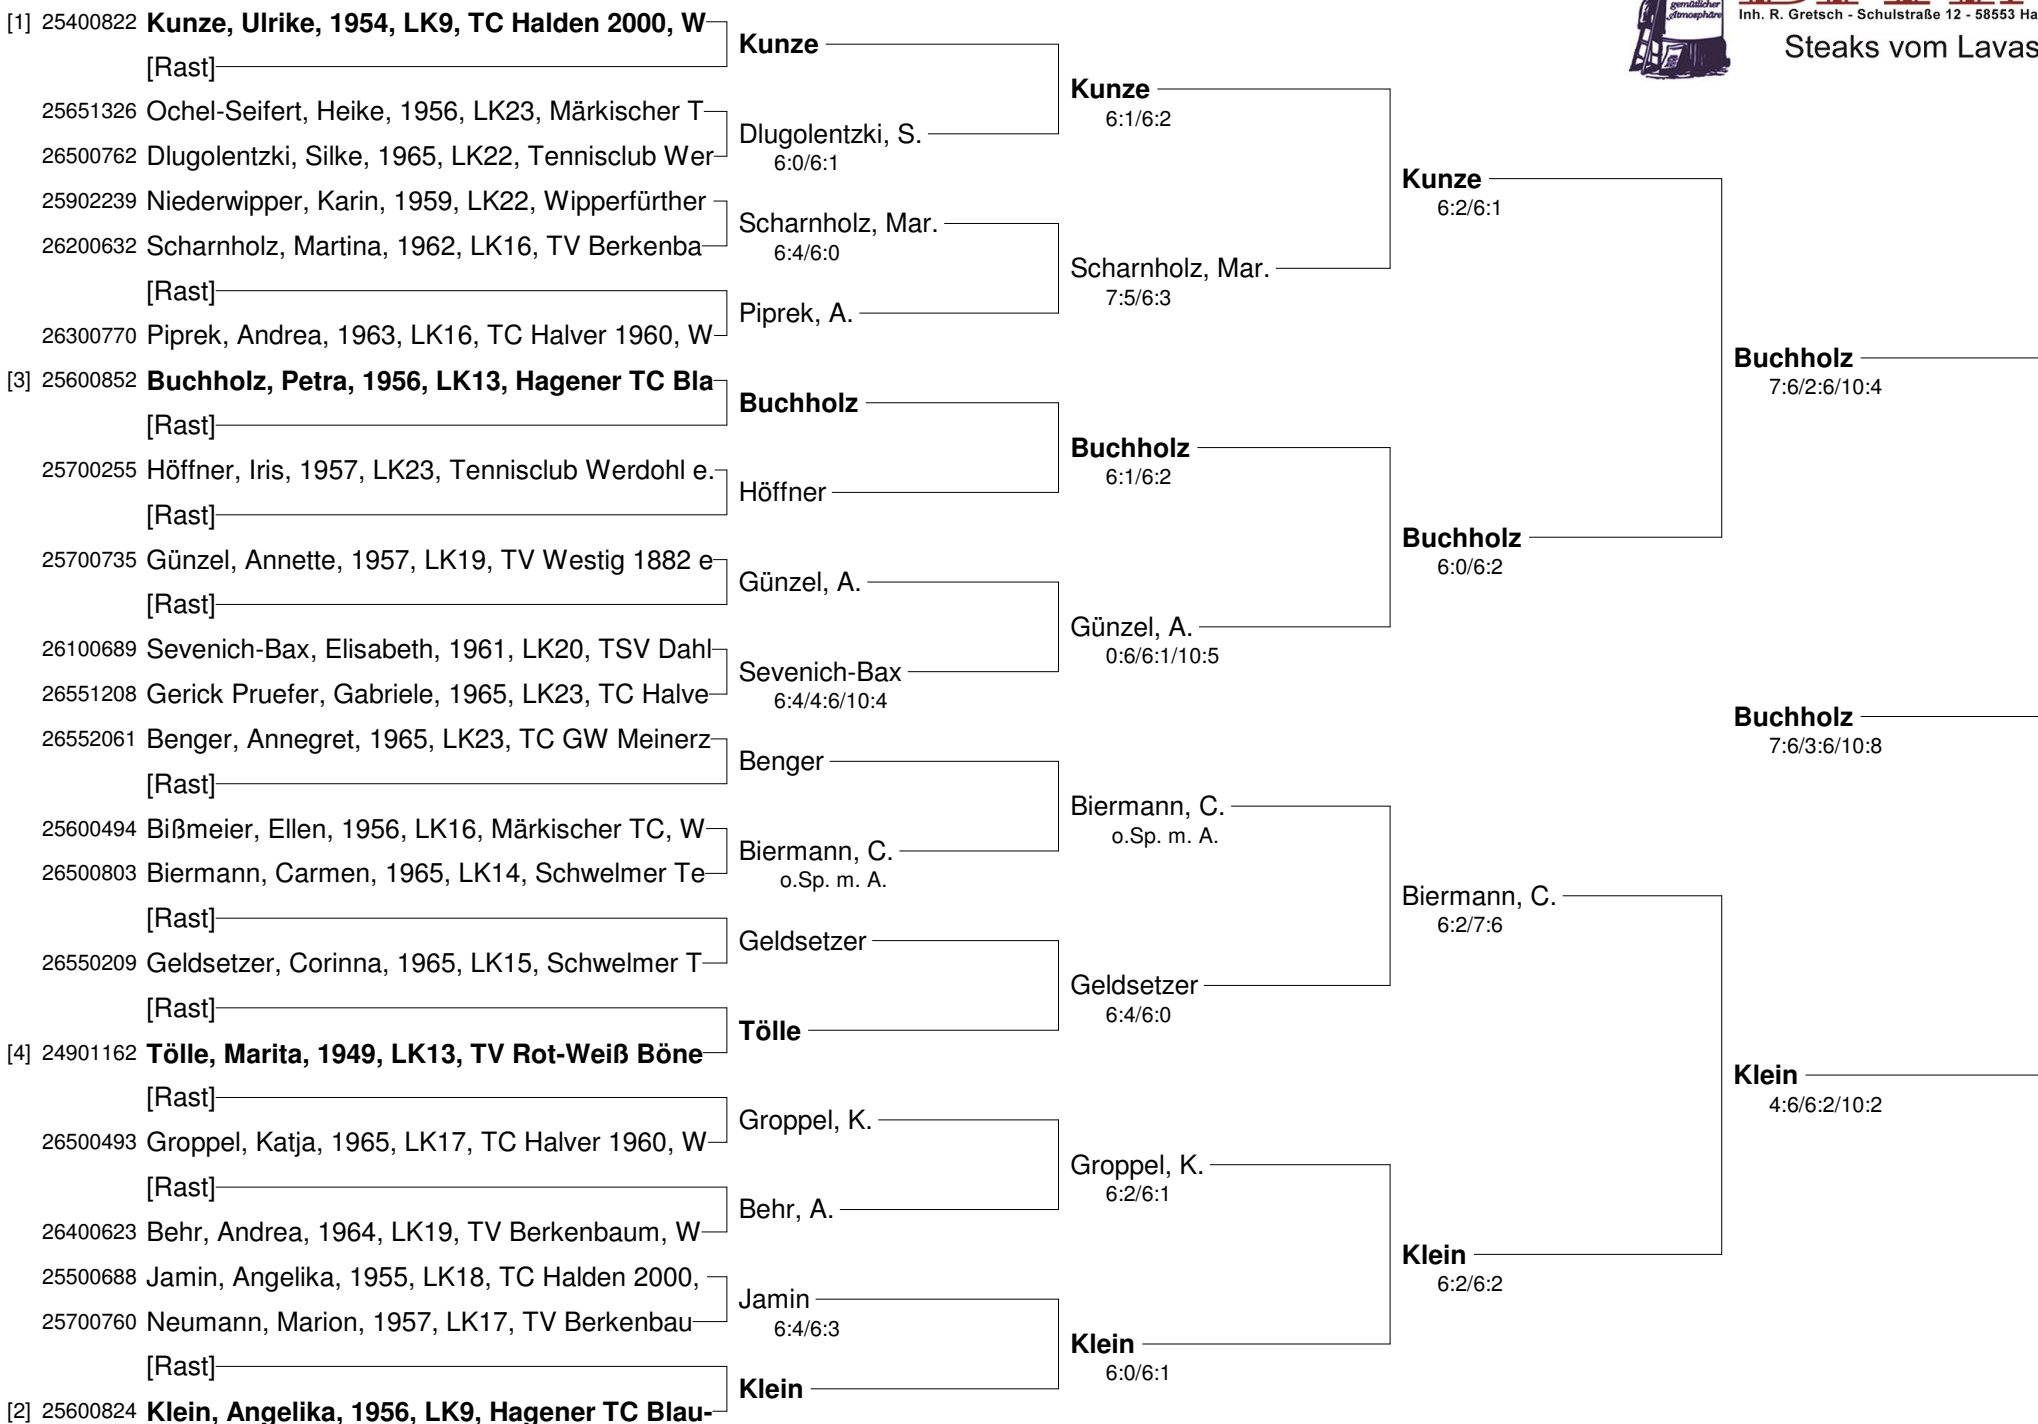 [1] 25400822 Kunze, Ulrike, 1954, LK9, TC Halden 2000, W
[Rast]
25651326 Ochel-Seifert, Heike, 1956, LK23, Märkischer T
26500762 Dlugolentzki, Silke, 1965, LK22, Tennisclub Wer
25902239 Niederwipper, Karin, 1959, LK22, Wipperfürther
26200632 Scharnholz, Martina, 1962, LK16, TV Berkenba
[Rast]
26300770 Piprek, Andrea, 1963, LK16, TC Halver 1960, W
[3] 25600852 Buchholz, Petra, 1956, LK13, Hagener TC Bla
[Rast]
25700255 Höffner, Iris, 1957, LK23, Tennisclub Werdohl e.
[Rast]
25700735 Günzel, Annette, 1957, LK19, TV Westig 1882 e
[Rast]
26100689 Sevenich-Bax, Elisabeth, 1961, LK20, TSV Dahl
26551208 Gerick Pruefer, Gabriele, 1965, LK23, TC Halve
26552061 Benger, Annegret, 1965, LK23, TC GW Meinerz
[Rast]
25600494 Bißmeier, Ellen, 1956, LK16, Märkischer TC, W
26500803 Biermann, Carmen, 1965, LK14, Schwelmer Te
[Rast]
26550209 Geldsetzer, Corinna, 1965, LK15, Schwelmer T
[Rast]
[4] 24901162 Tölle, Marita, 1949, LK13, TV Rot-Weiß Böne
[Rast]
26500493 Groppel, Katja, 1965, LK17, TC Halver 1960, W
[Rast]
26400623 Behr, Andrea, 1964, LK19, TV Berkenbaum, W
25500688 Jamin, Angelika, 1955, LK18, TC Halden 2000,
25700760 Neumann, Marion, 1957, LK17, TV Berkenbau
[Rast]
[2] 25600824 Klein, Angelika, 1956, LK9, Hagener TC Blau-
Kunze
Dlugolentzki, S.
6:0/6:1
Scharnholz, Mar.
6:4/6:0
Piprek, A.
Buchholz
Höffner
Günzel, A.
Sevenich-Bax
6:4/4:6/10:4
Benger
Biermann, C.
o.Sp. m. A.
Geldsetzer
Tölle
Groppel, K.
Behr, A.
Jamin
6:4/6:3
Klein
Kunze
6:1/6:2
Scharnholz, Mar.
7:5/6:3
Buchholz
6:1/6:2
Günzel, A.
0:6/6:1/10:5
Biermann, C.
o.Sp. m. A.
Geldsetzer
6:4/6:0
Groppel, K.
6:2/6:1
Klein
6:0/6:1
Kunze
6:2/6:1
Buchholz
6:0/6:2
Biermann, C.
6:2/7:6
Klein
6:2/6:2
gemütlicher
Atmosphäre
Inh. R. Gretsch - Schulstraße 12 - 58553 Ha
Steaks vom Lavas
Buchholz
7:6/2:6/10:4
Buchholz
7:6/3:6/10:8
Klein
4:6/6:2/10:2